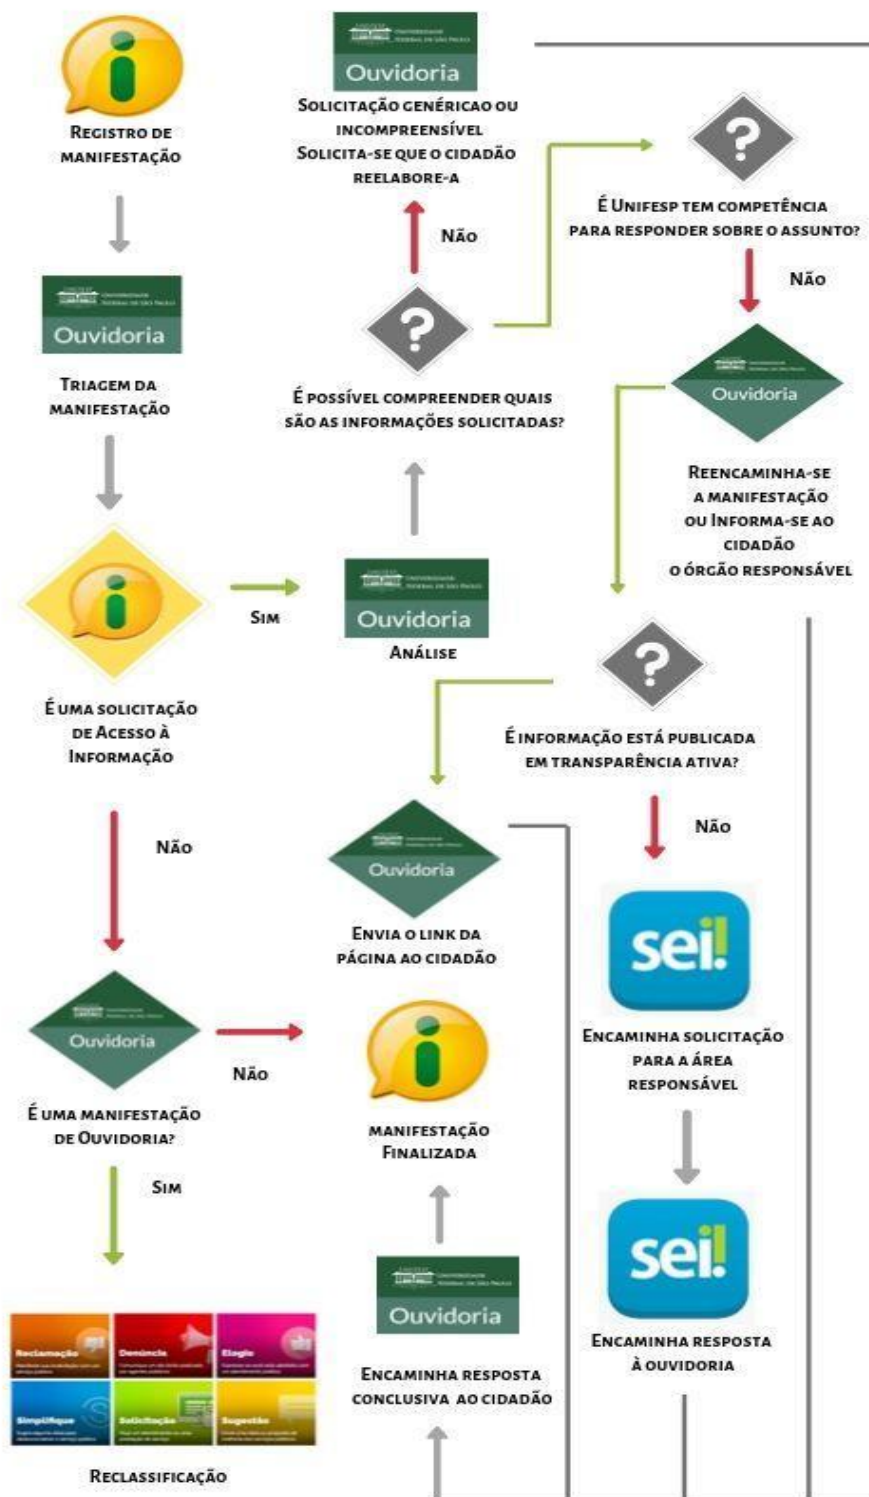 Registro de
manifestação
Ouvidoria
Triagem da
manifestação
É uma solicitação
de Acesso à
Informação
Sim
Não
Ouvidoria
Análise
É possível compreender quais
são as informações solicitadas?
Não
Universidade
Federal de São Paulo
Ouvidoria
Solicitação genéricao ou
incompreensível
Solicita-se que o cidadão
reelabore-a
É Unifesp tem competência
para responder sobre o assunto?
Não
Ouvidoria
Reencaminha-se
a manifestação
ou Informa-se ao
cidadão
o órgão responsável
É informação está publicada
em transparência ativa?
Não
Ouvidoria
Envia o link da
página ao cidadão
sei!
Encaminha solicitação
para a área
responsável
sei!
Encaminha resposta
à ouvidoria
Ouvidoria
É uma manifestação
de Ouvidoria?
Não
Sim
manifestação
Finalizada
Ouvidoria
Encaminha resposta
conclusiva ao cidadão
Reclamação
Denúncia
Elogio
Simplifique
Solicitação
Sugestão
Reclassificação